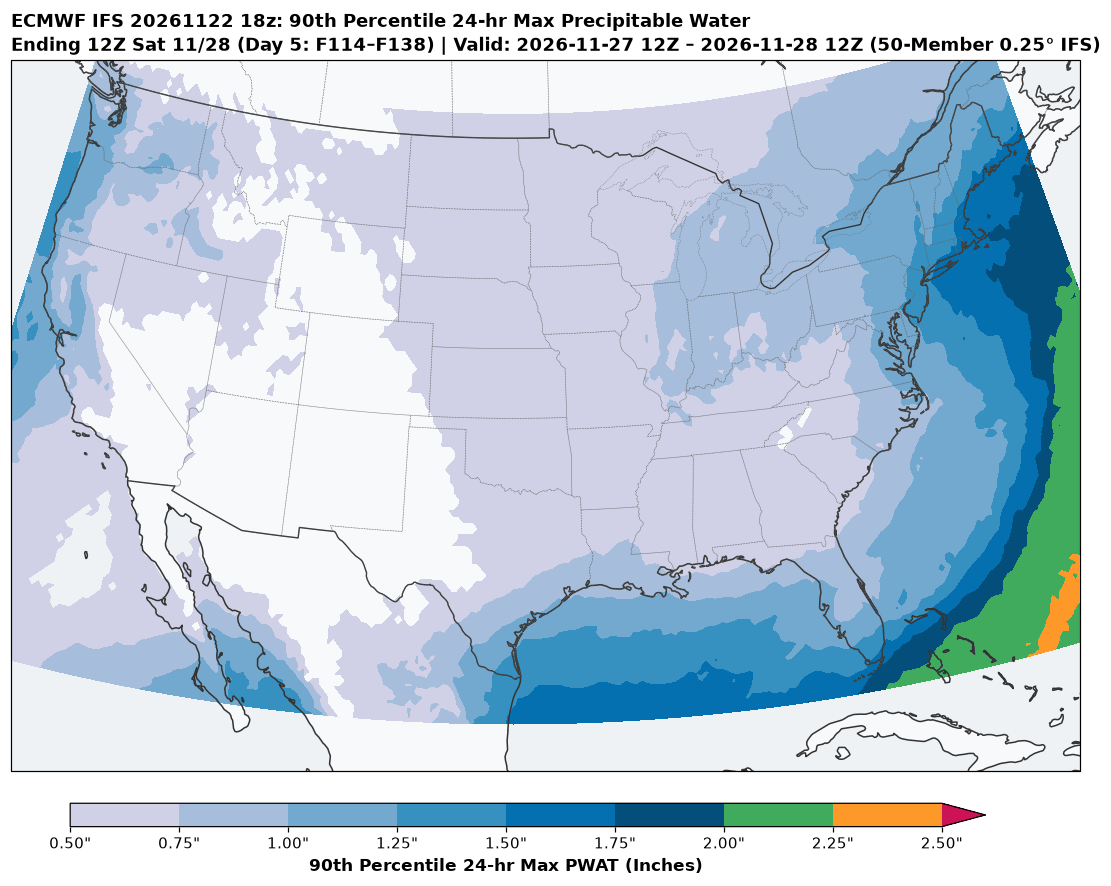 ECMWF IFS 20261122 18z: 90th Percentile 24-hr Max Precipitable Water
Ending 12Z Sat 11/28 (Day 5: F114–F138) | Valid: 2026-11-27 12Z – 2026-11-28 12Z (50-Member 0.25° IFS)
0.50" 0.75" 1.00" 1.25" 1.50" 1.75" 2.00" 2.25" 2.50"
90th Percentile 24-hr Max PWAT (Inches)